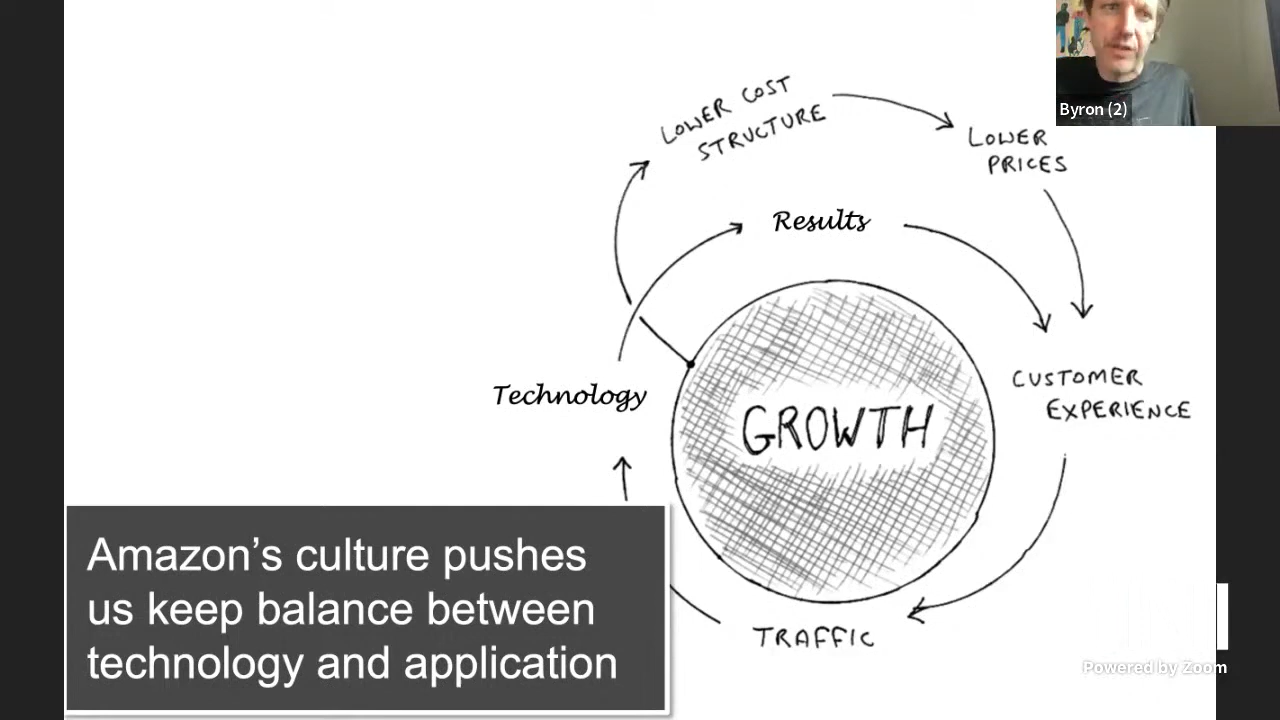 Byron (2)
LOWER COST
STRUCTURE
LOWER
PRICES
Results
CUSTOMER
EXPERIENCE
Technology
GROWTH
TRAFFIC
Amazon's culture pushes
us keep balance between
technology and application
Powered by Zoom